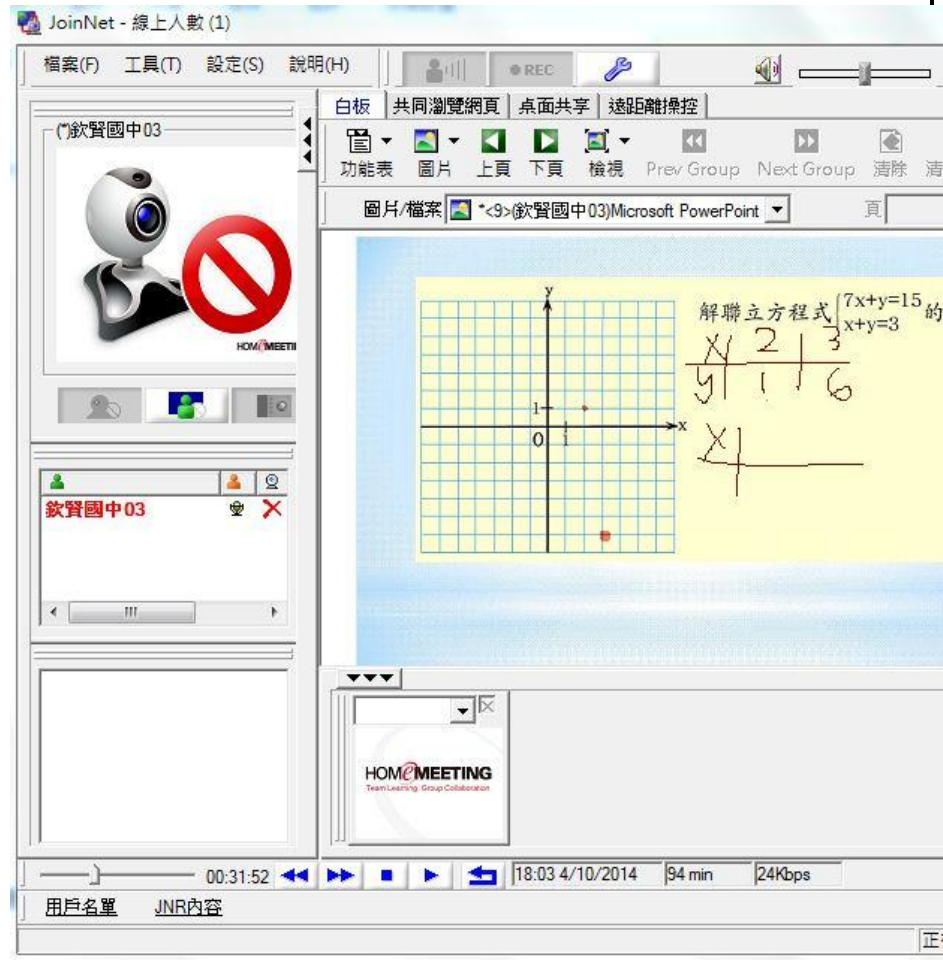 JoinNet - 線上人數 (1)
檔案(F) 工具(T) 設定(S) 說明(H)
REC
白板 共同瀏覽網頁 桌面共享 遠距離操控
(*)欽賢國中03
功能表 圖片 上頁 下頁 檢視 Prev Group Next Group 清除 清
圖片/檔案 *<9>(欽賢國中03)Microsoft PowerPoint 頁
HOMEMEETI
y
解聯立方程式 7x+y=15 的
x+y=3
x 2 3
y 1 6
1
x
0 1
x
欽賢國中03
HOMEMEETING
Team Learning. Group Collaboration
00:31:52 18:03 4/10/2014 94 min 24Kbps
用戶名單 JNR內容